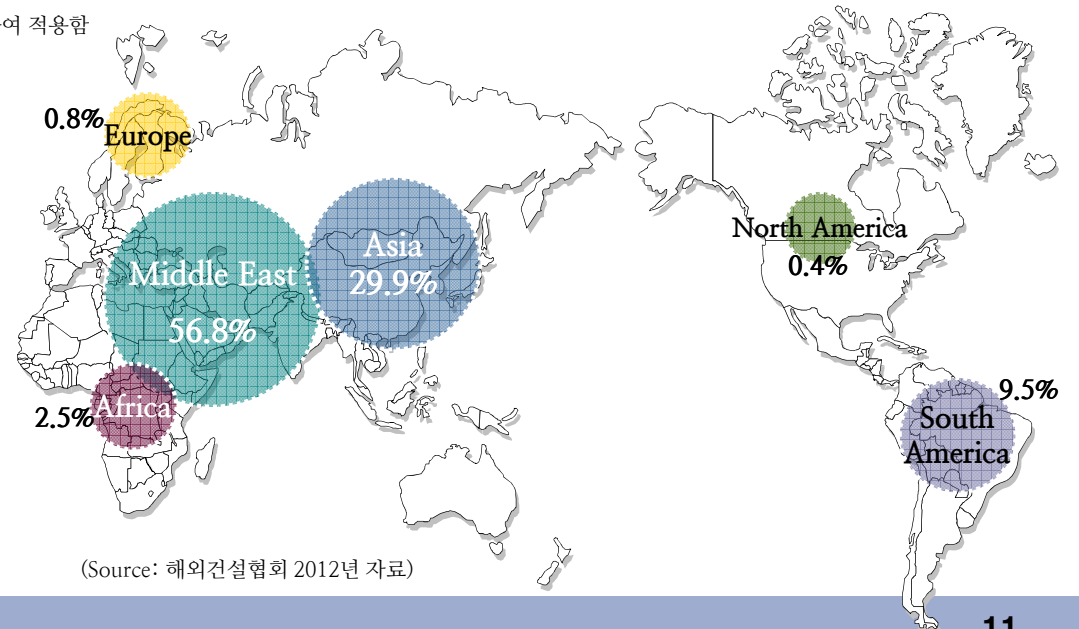 여 적용함
0.8%
Europe
Middle East
56.8%
Asia
29.9%
2.5%
Africa
North America
0.4%
9.5%
South
America
(Source: 해외건설협회 2012년 자료)
11